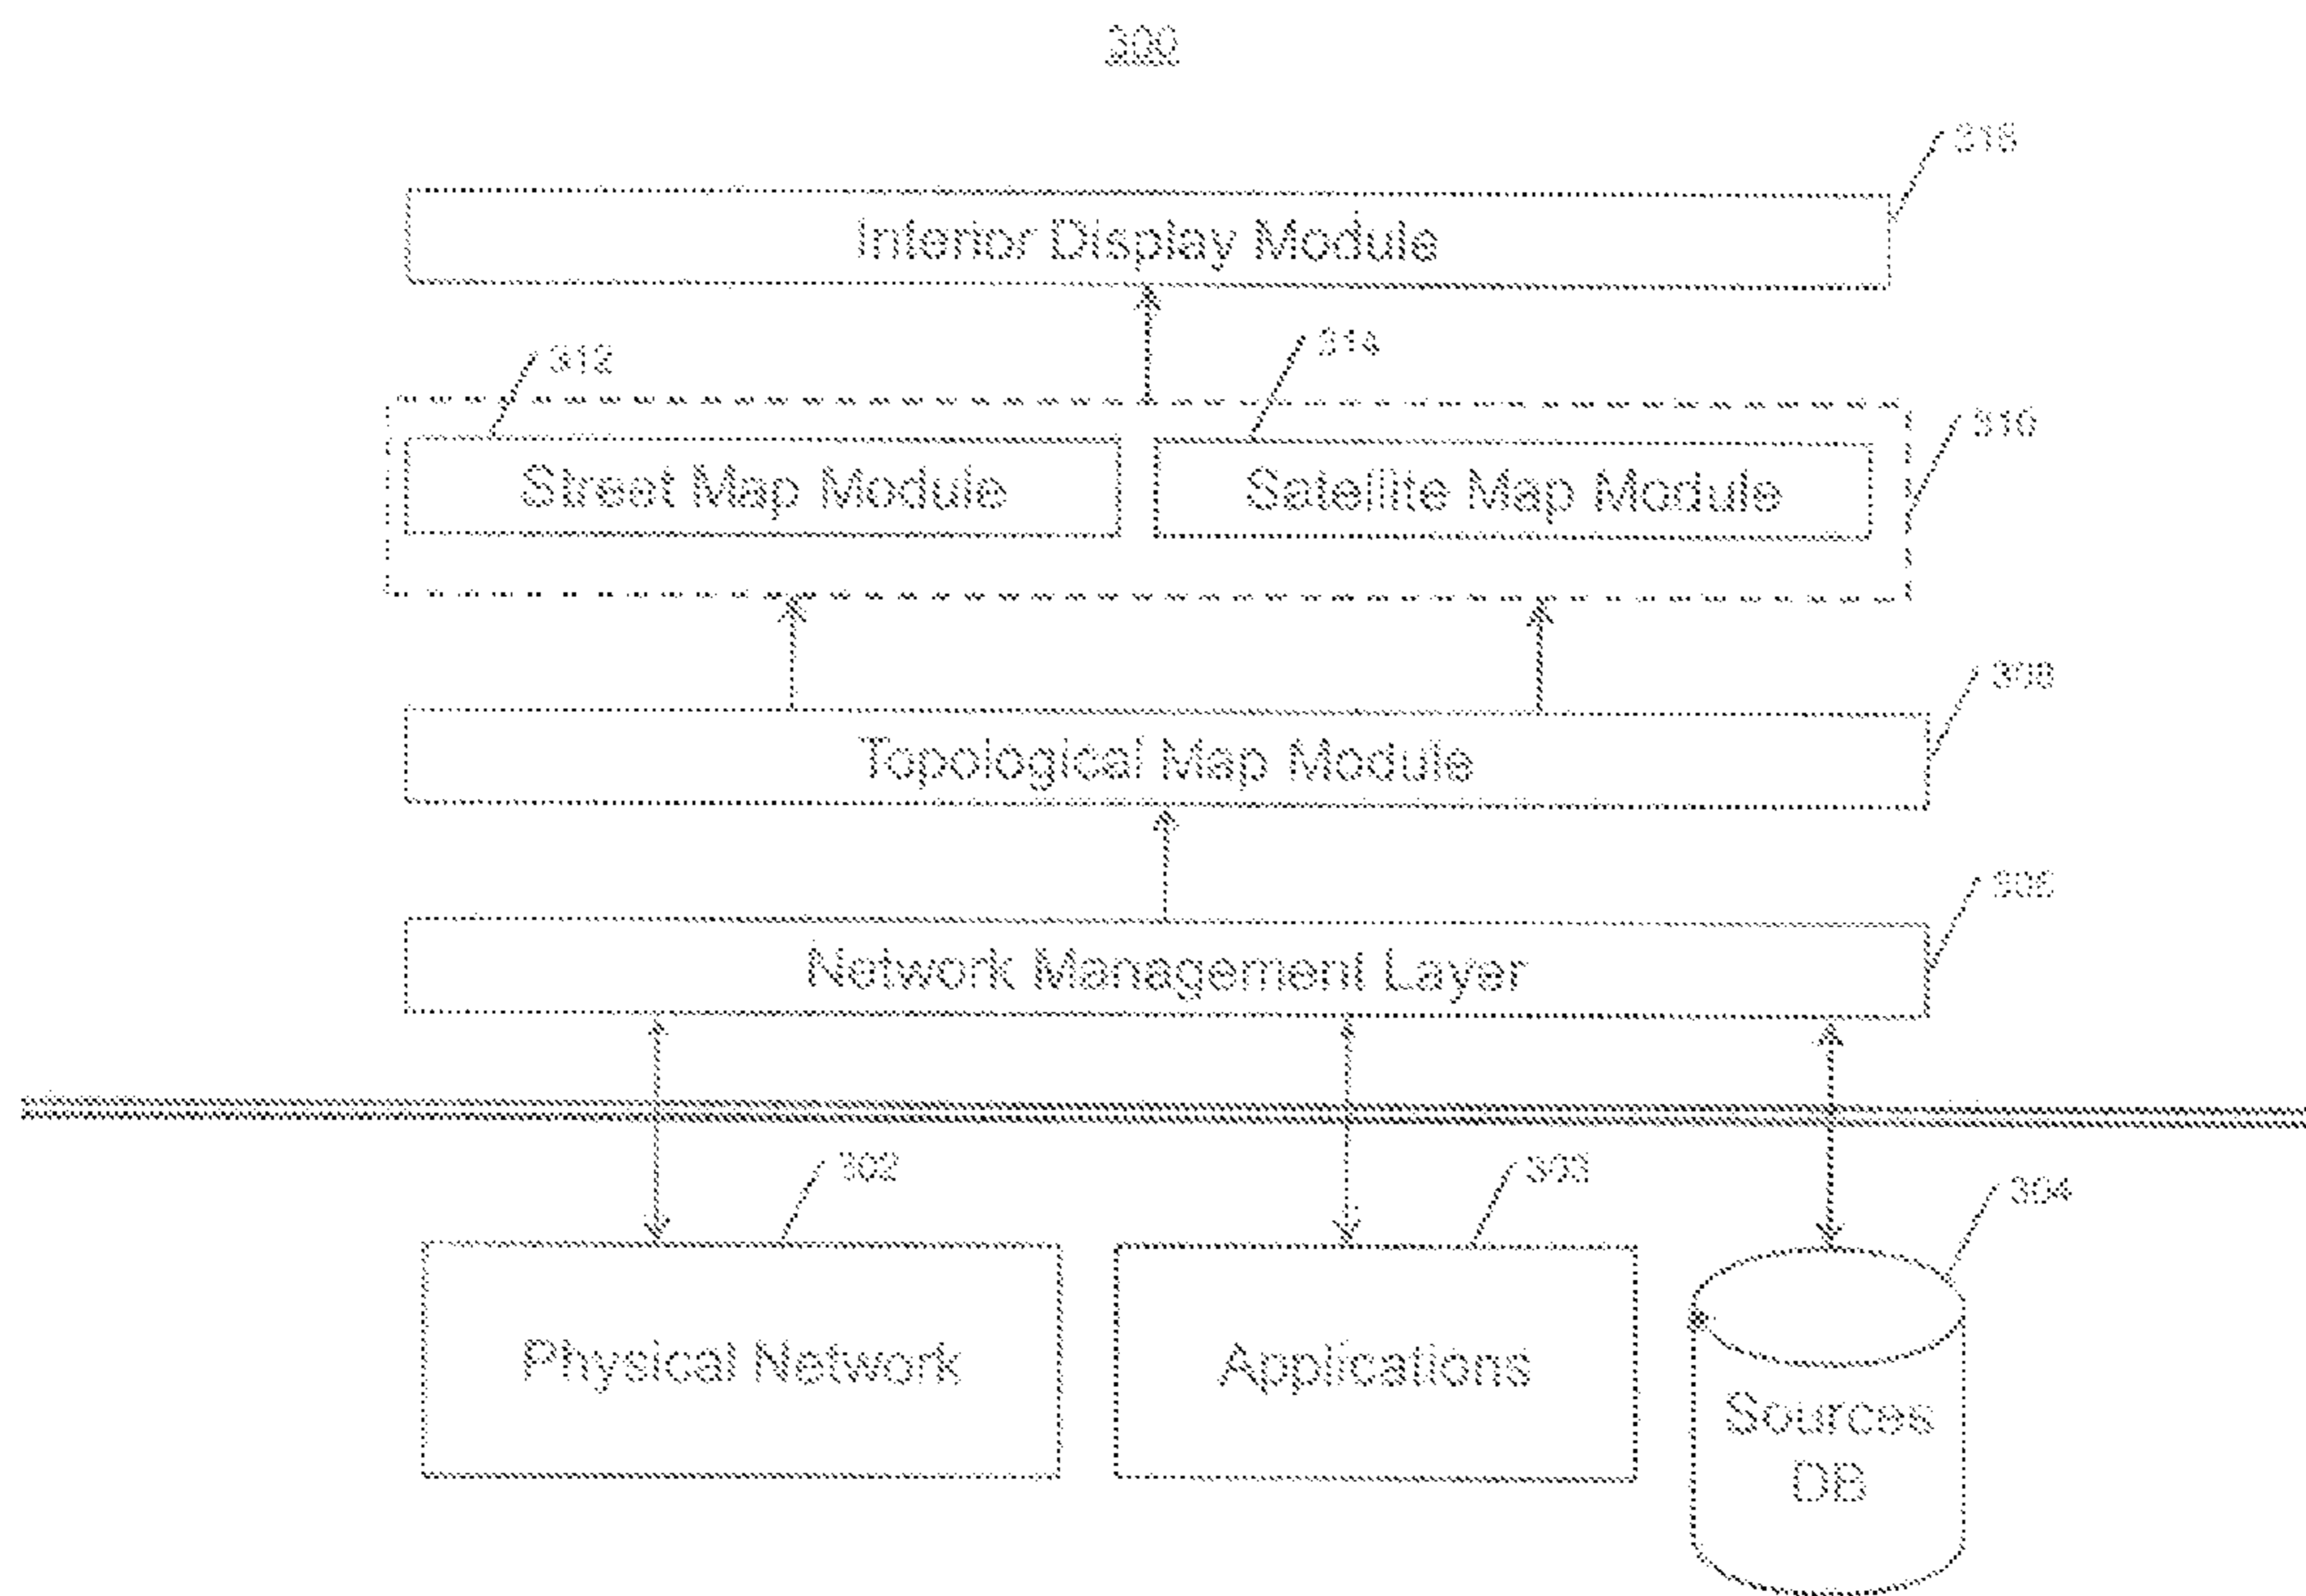 300
Interior Display Module
312
314
310
Street Map Module
Satellite Map Module
308
Topological Map Module
306
Network Management Layer
302
303
304
Physical Network
Applications
Sources
DB